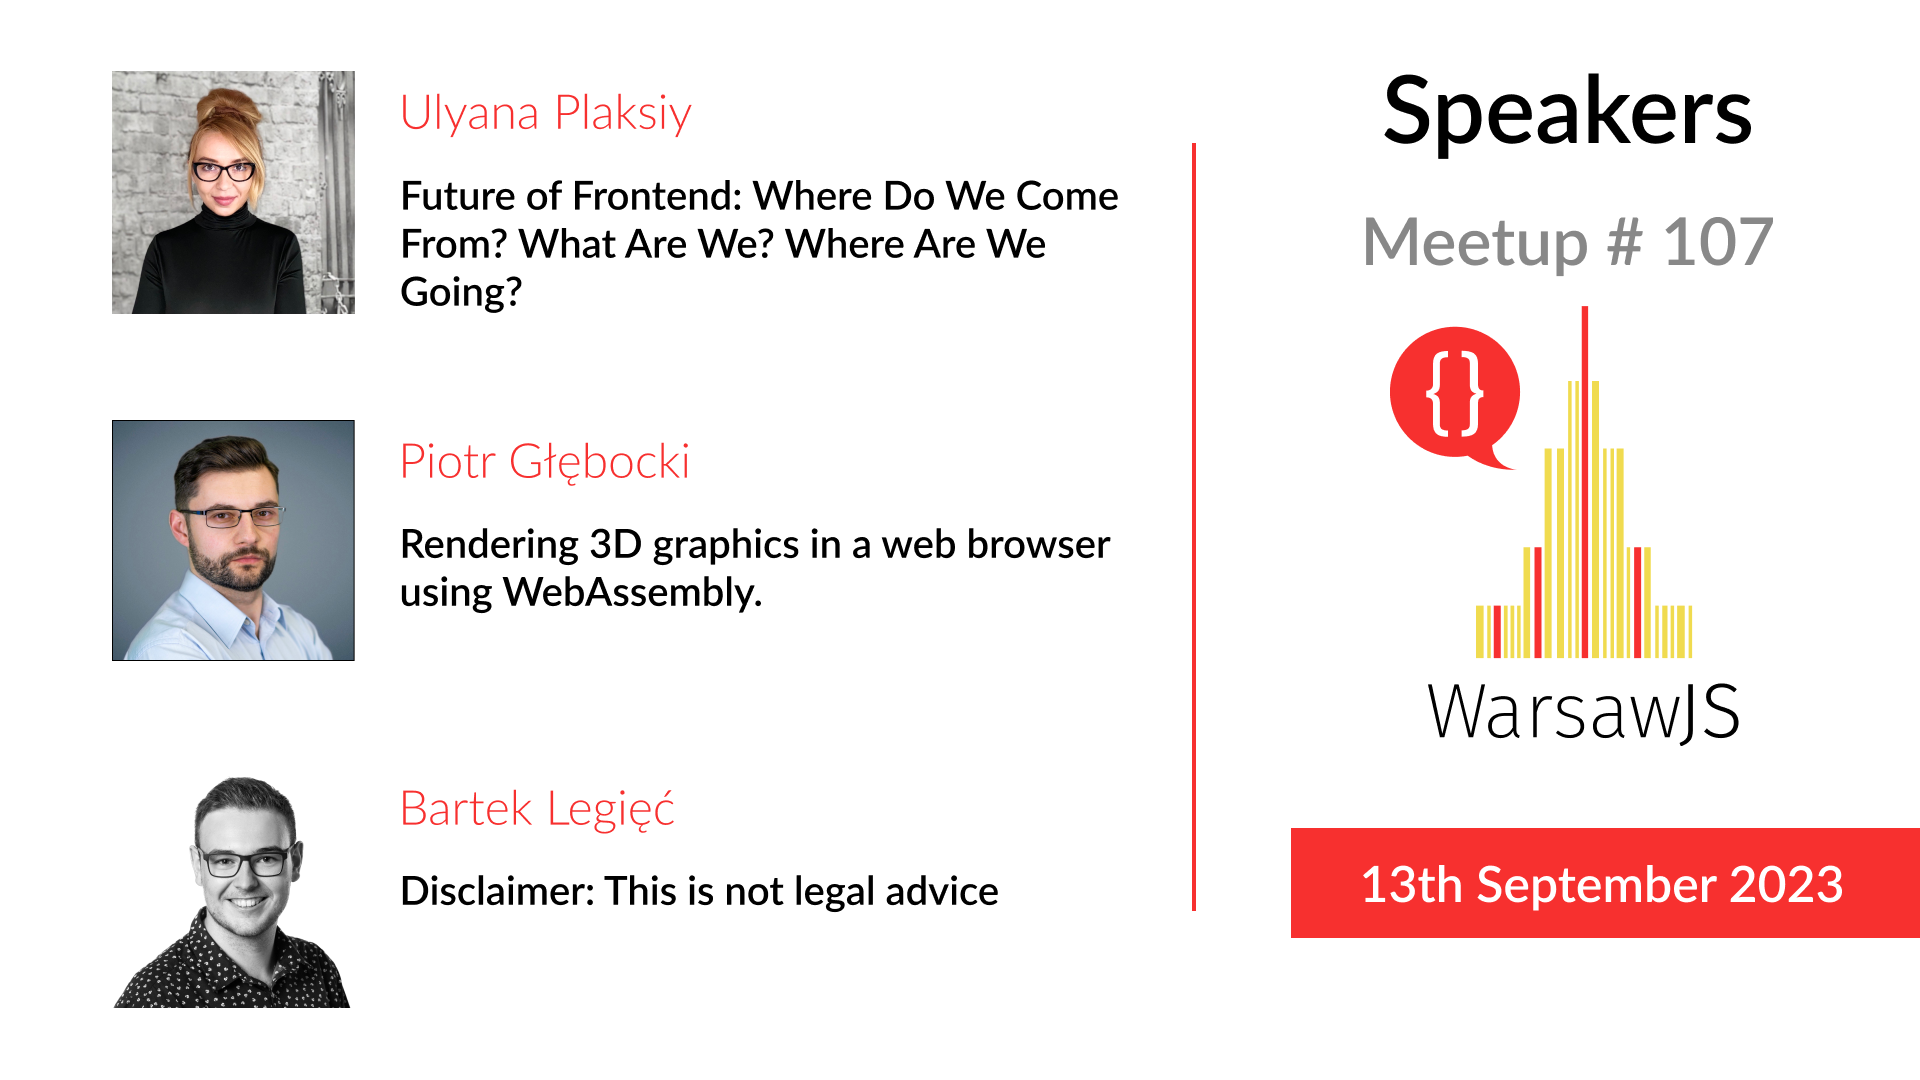 Ulyana Plaksiy
Future of Frontend: Where Do We Come
From? What Are We? Where Are We
Going?
Piotr Głębocki
Rendering 3D graphics in a web browser
using WebAssembly.
Bartek Legięć
Disclaimer: This is not legal advice
Speakers
Meetup # 107
{}
WarsawJS
13th September 2023